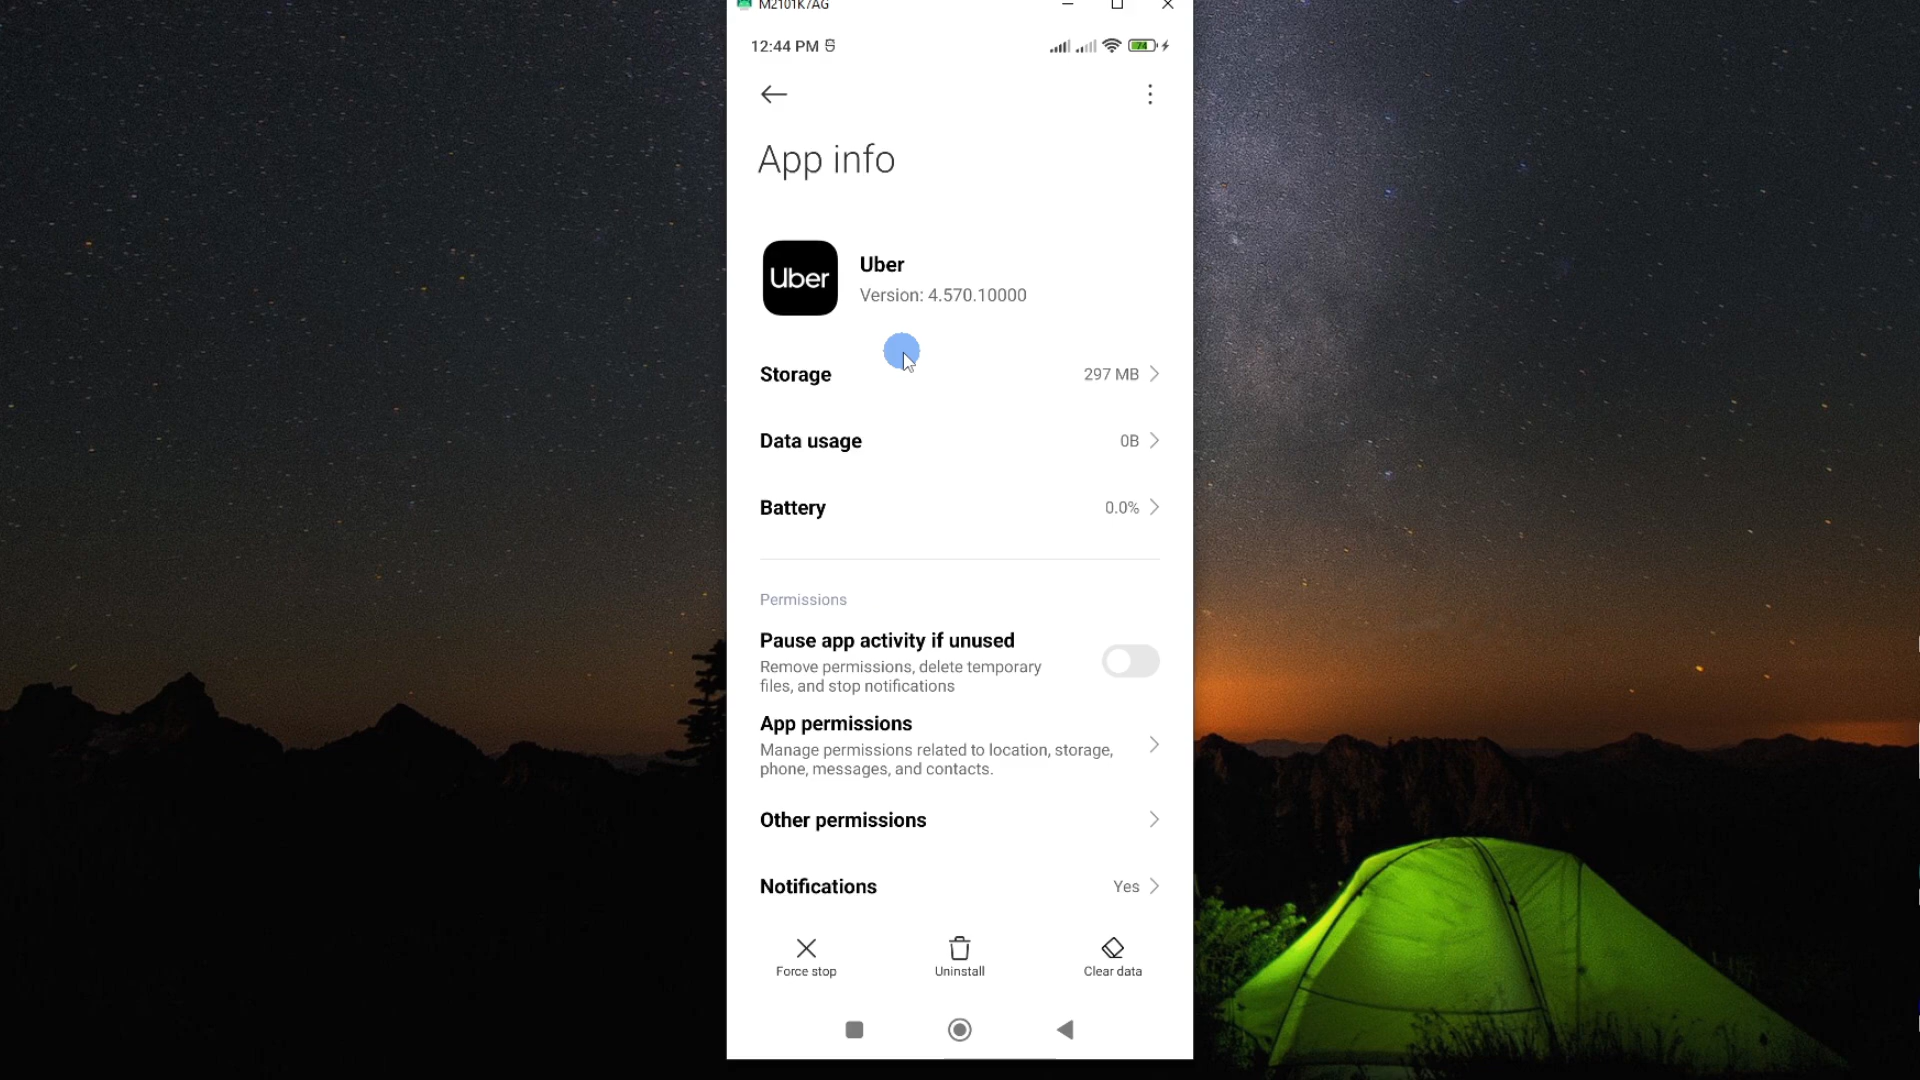 M2101K7AG
12:44 PM
74
App info
Uber
Uber
Version: 4.570.10000
Storage
297 MB
Data usage
0B
Battery
0.0%
Permissions
Pause app activity if unused
Remove permissions, delete temporary
files, and stop notifications
App permissions
Manage permissions related to location, storage,
phone, messages, and contacts.
Other permissions
Notifications
Yes
Force stop
Uninstall
Clear data